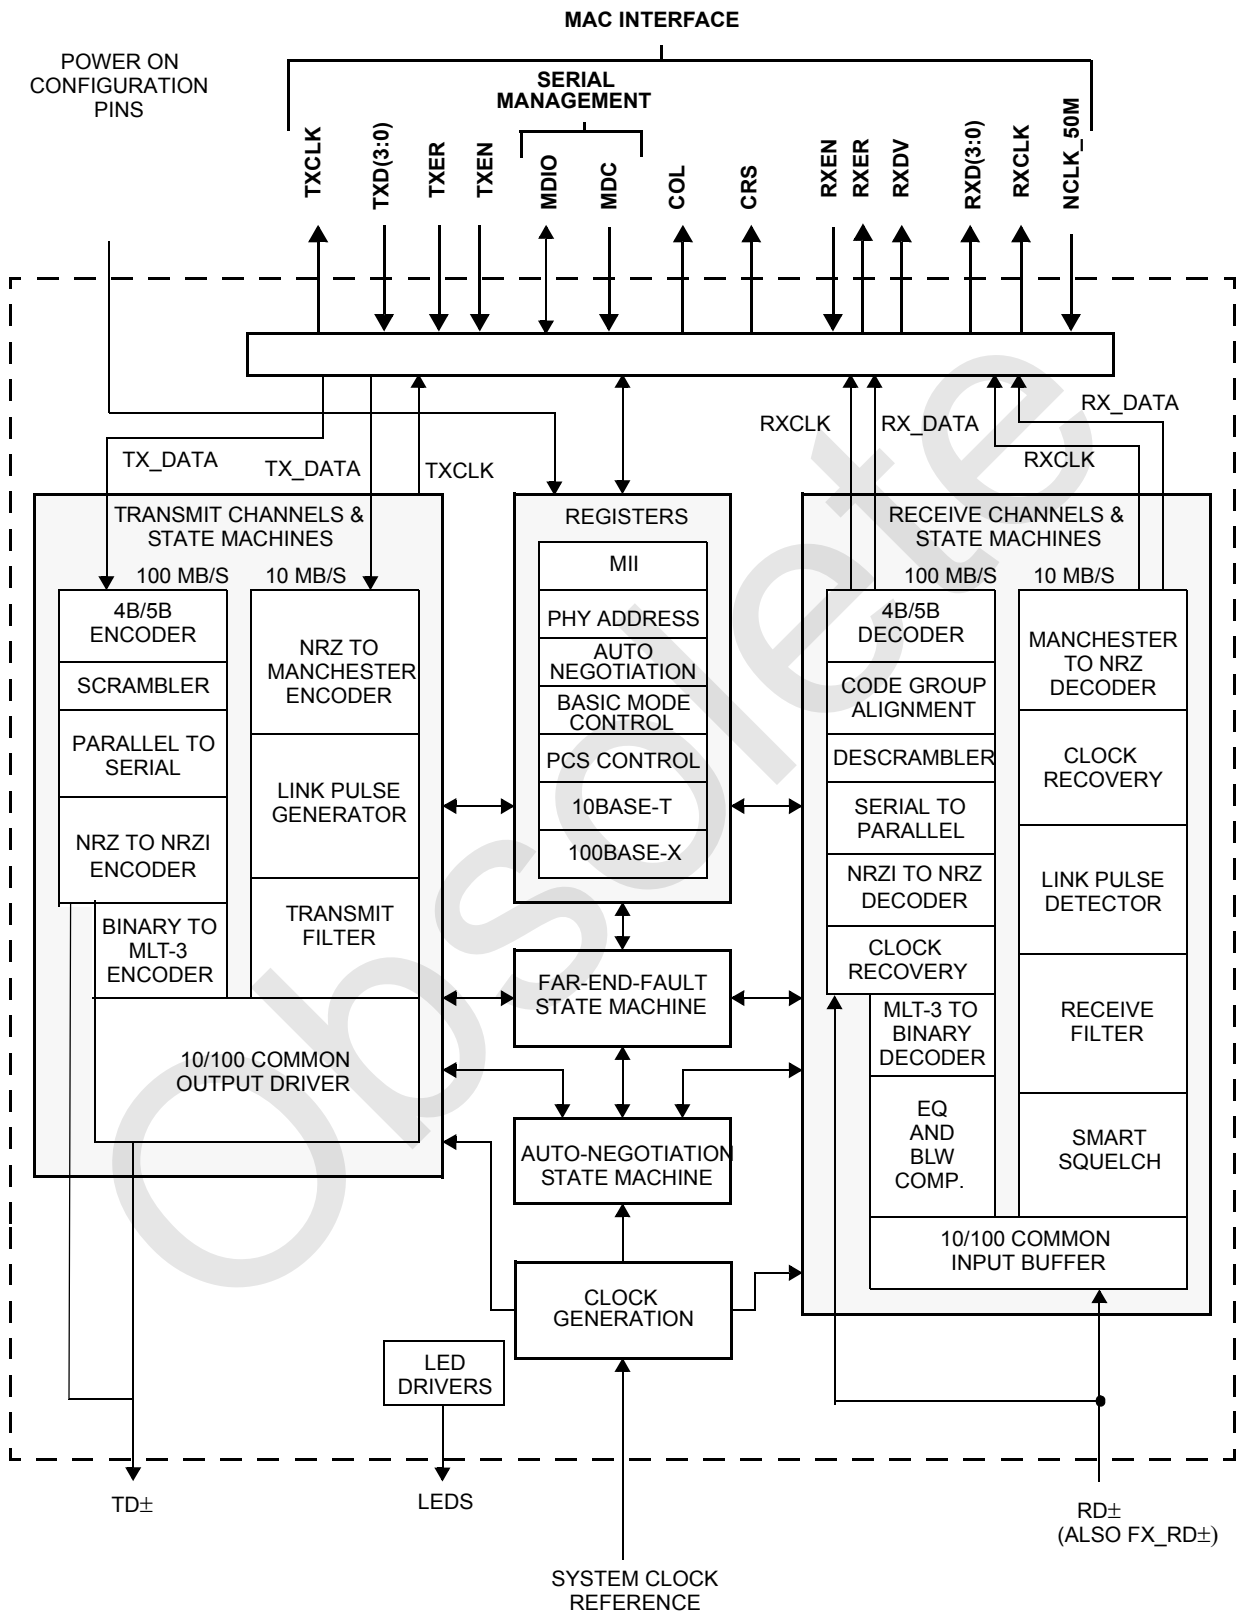 MAC INTERFACE
POWER ON
CONFIGURATION
PINS
SERIAL
MANAGEMENT
TXCLK
TXD(3:0)
TXER
TXEN
MDIO
MDC
COL
CRS
RXEN
RXER
RXDV
RXD(3:0)
RXCLK
NCLK_50M
TX_DATA
TX_DATA
TXCLK
RXCLK
RX_DATA
RXCLK
RX_DATA
TRANSMIT CHANNELS &
STATE MACHINES
100 MB/S
10 MB/S
4B/5B
ENCODER
SCRAMBLER
PARALLEL TO
SERIAL
NRZ TO NRZI
ENCODER
BINARY TO
MLT-3
ENCODER
NRZ TO
MANCHESTER
ENCODER
LINK PULSE
GENERATOR
TRANSMIT
FILTER
10/100 COMMON
OUTPUT DRIVER
REGISTERS
MII
PHY ADDRESS
AUTO
NEGOTIATION
BASIC MODE
CONTROL
PCS CONTROL
10BASE-T
100BASE-X
FAR-END-FAULT
STATE MACHINE
AUTO-NEGOTIATION
STATE MACHINE
CLOCK
GENERATION
LED
DRIVERS
RECEIVE CHANNELS &
STATE MACHINES
100 MB/S
10 MB/S
4B/5B
DECODER
CODE GROUP
ALIGNMENT
DESCRAMBLER
SERIAL TO
PARALLEL
NRZI TO NRZ
DECODER
CLOCK
RECOVERY
MLT-3 TO
BINARY
DECODER
EQ
AND
BLW
COMP.
MANCHESTER
TO NRZ
DECODER
CLOCK
RECOVERY
LINK PULSE
DETECTOR
RECEIVE
FILTER
SMART
SQUELCH
10/100 COMMON
INPUT BUFFER
TD±
LEDS
RD±
(ALSO FX_RD±)
SYSTEM CLOCK
REFERENCE
Obsolete